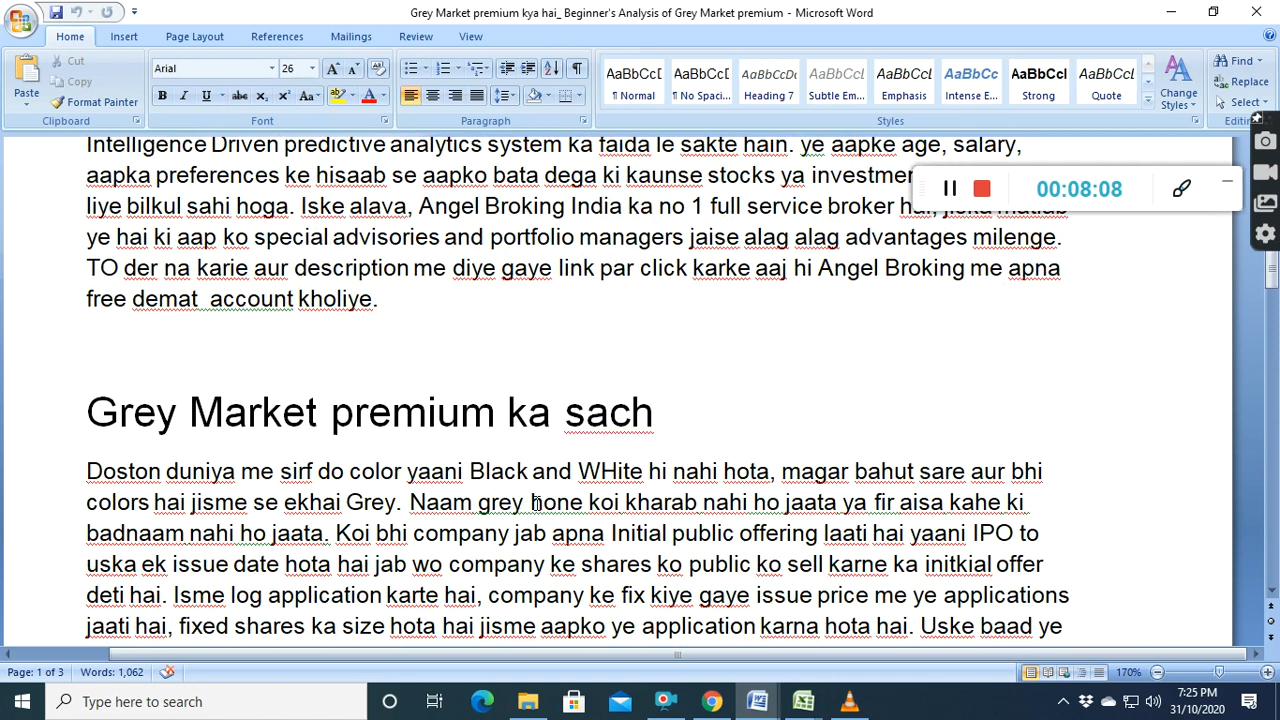 Grey Market premium kya hai_ Beginner's Analysis of Grey Market premium - Microsoft Word
Home Insert Page Layout References Mailings Review View
Paste
Cut
Copy
Format Painter
Clipboard
Arial 26
B I U abc x₂ x² Aa
Font
Paragraph
AaBbCcD AaBbCcD AaBbCcDc AaBbCcD AaBbCcD AaBbCc AaBbCcD AaBbCcD
¶ Normal ¶ No Spaci... Heading 7 Subtle Em... Emphasis Intense E... Strong Quote
Change Styles
Styles
Find
Replace
Select
Intelligence Driven predictive analytics system ka faida le sakte hain. ye aapke age, salary,
aapka preferences ke hisaab se aapko bata dega ki kaunse stocks ya
00:08:08
liye bilkul sahi hoga. Iske alava, Angel Broking India ka no 1 full service broker
ye hai ki aap ko special advisories and portfolio managers jaise alag alag advantages milenge.
TO der na karie aur description me diye gaye link par click karke aaj hi Angel Broking me apna
free demat account kholiye.
Grey Market premium ka sach
Doston duniya me sirf do color yaani Black and WHite hi nahi hota, magar bahut sare aur bhi
colors hai jisme se ekhai Grey. Naam grey hone koi kharab nahi ho jaata ya fir aisa kahe ki
badnaam nahi ho jaata. Koi bhi company jab apna Initial public offering laati hai yaani IPO to
uska ek issue date hota hai jab wo company ke shares ko public ko sell karne ka initkial offer
deti hai. Isme log application karte hai, company ke fix kiye gaye issue price me ye applications
jaati hai, fixed shares ka size hota hai jisme aapko ye application karna hota hai. Uske baad ye
Page: 1 of 3 Words: 1,062 170%
Type here to search
7:25 PM
31/10/2020